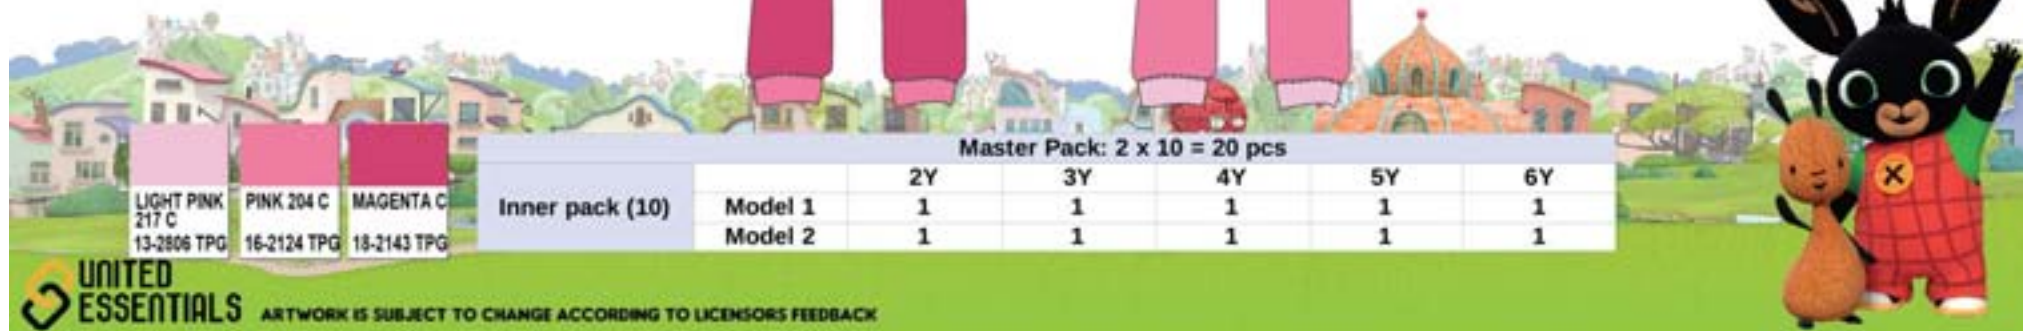 LIGHT PINK
217 C
13-2806 TPG
PINK 204 C
16-2124 TPG
MAGENTA C
18-2143 TPG
Master Pack: 2 x 10 = 20 pcs
2Y 3Y 4Y 5Y 6Y
Inner pack (10)
Model 1 1 1 1 1 1
Model 2 1 1 1 1 1
UNITED
ESSENTIALS
ARTWORK IS SUBJECT TO CHANGE ACCORDING TO LICENSORS FEEDBACK